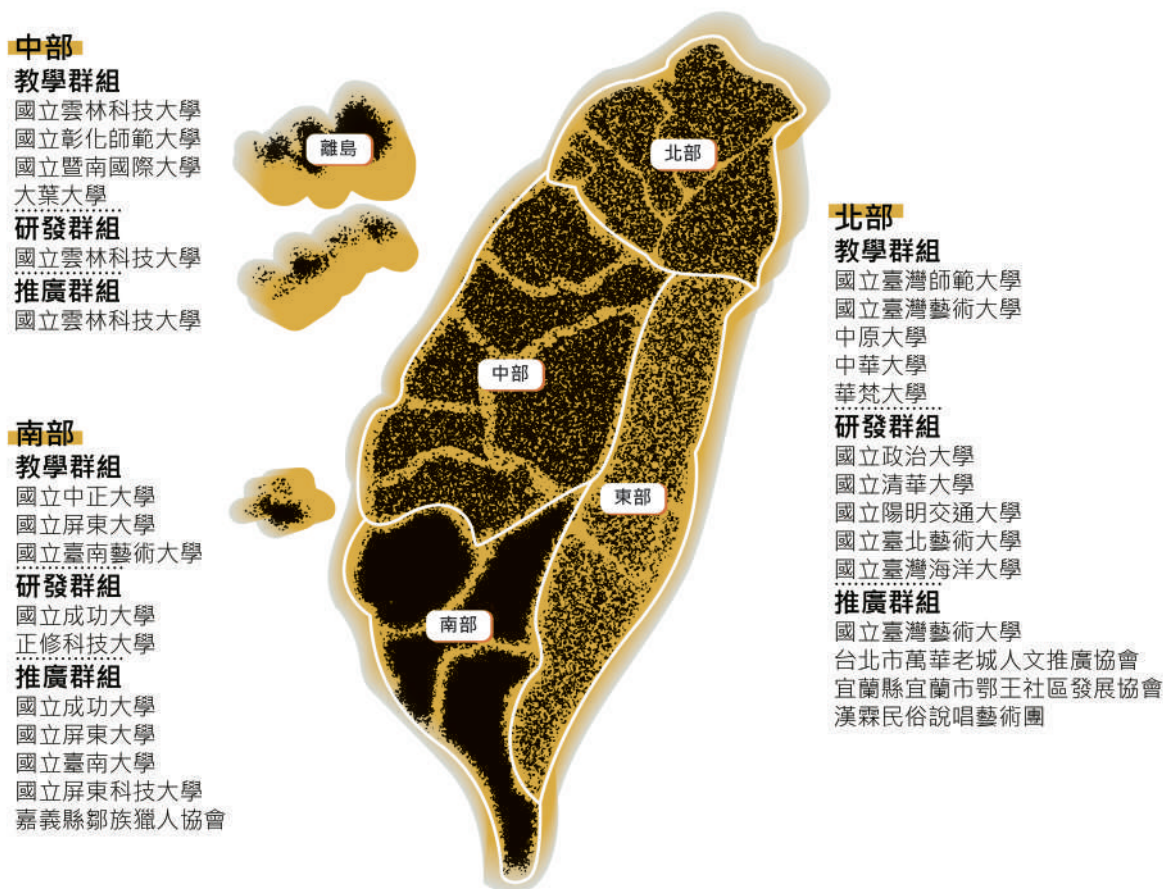 中部
教學群組
國立雲林科技大學
國立彰化師範大學
國立暨南國際大學
大葉大學
研發群組
國立雲林科技大學
推廣群組
國立雲林科技大學
南部
教學群組
國立中正大學
國立屏東大學
國立臺南藝術大學
研發群組
國立成功大學
正修科技大學
推廣群組
國立成功大學
國立屏東大學
國立臺南大學
國立屏東科技大學
嘉義縣鄒族獵人協會
離島
北部
中部
東部
南部
北部
教學群組
國立臺灣師範大學
國立臺灣藝術大學
中原大學
中華大學
華梵大學
研發群組
國立政治大學
國立清華大學
國立陽明交通大學
國立臺北藝術大學
國立臺灣海洋大學
推廣群組
國立臺灣藝術大學
台北市萬華老城人文推廣協會
宜蘭縣宜蘭市鄂王社區發展協會
漢霖民俗說唱藝術團